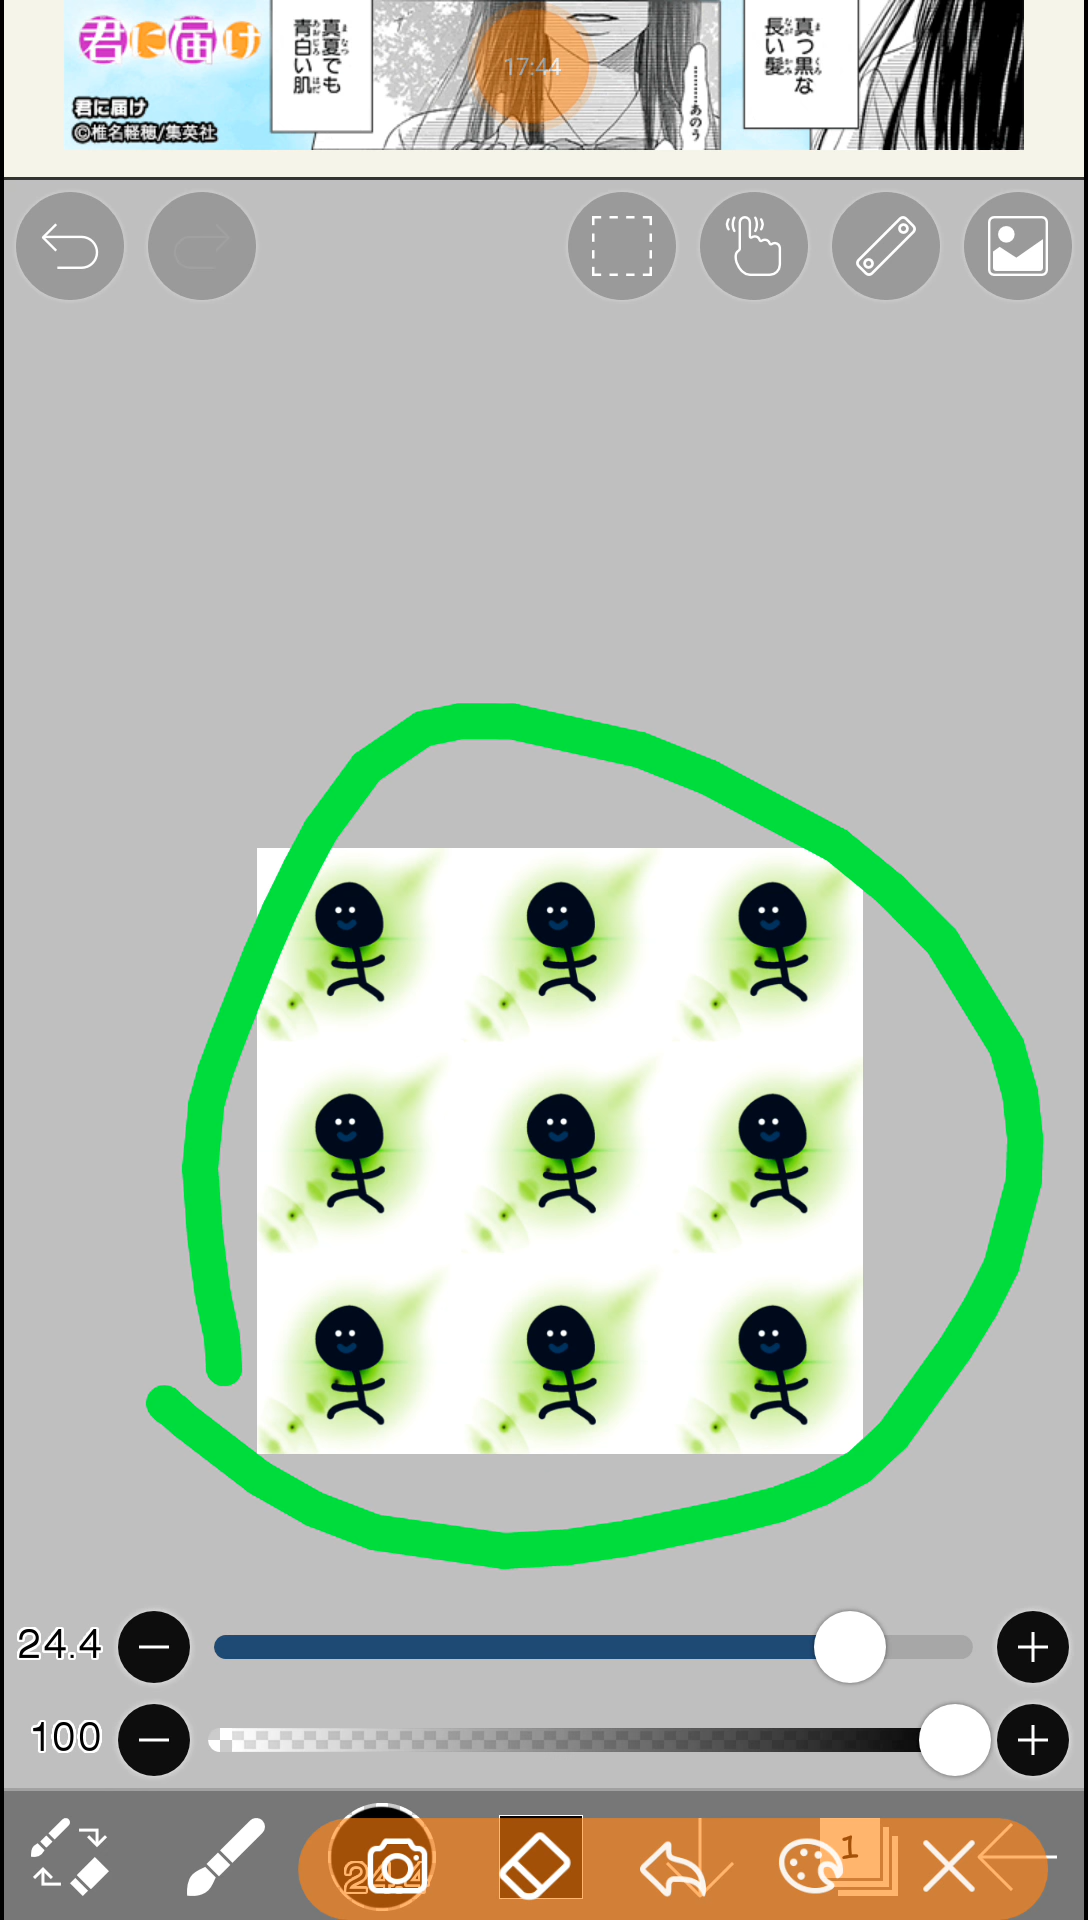 君に届け
君に届け
©椎名軽穂/集英社
真夏でも
青白い肌
17:44
………あのう
真っ黒な
長い髪
24.4
100
24.4
1